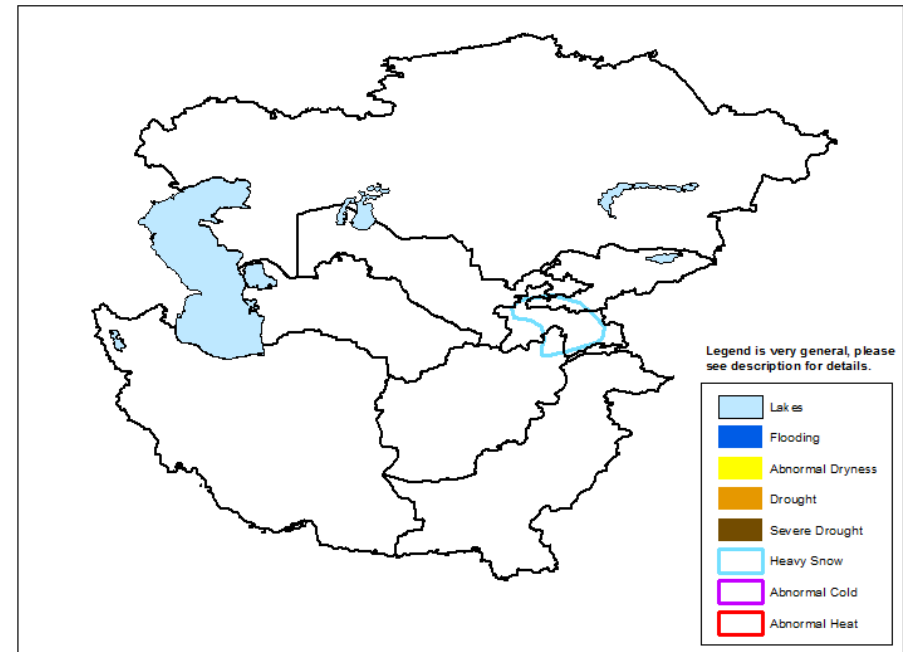 Legend is very general, please
see description for details.
Lakes
Flooding
Abnormal Dryness
Drought
Severe Drought
Heavy Snow
Abnormal Cold
Abnormal Heat